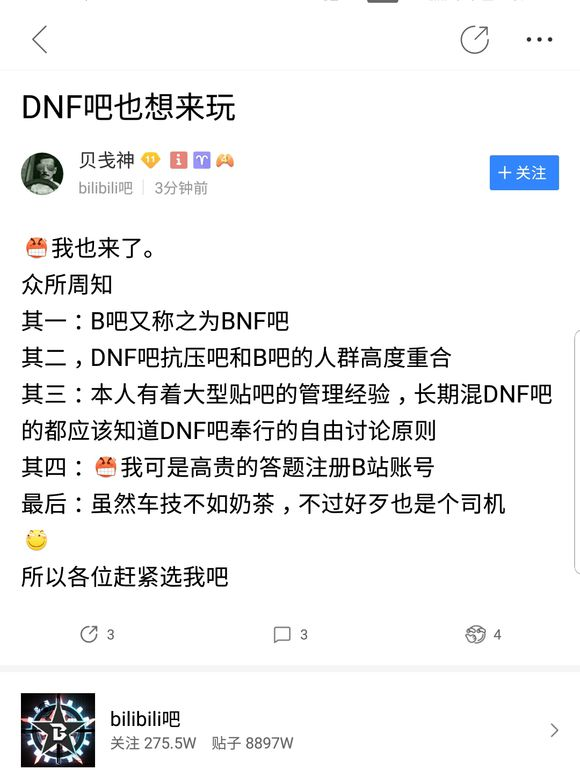 DNF吧也想来玩
贝戋神 11
bilibili吧 3分钟前
+关注
我也来了。
众所周知
其一：B吧又称之为BNF吧
其二，DNF吧抗压吧和B吧的人群高度重合
其三：本人有着大型贴吧的管理经验，长期混DNF吧
的都应该知道DNF吧奉行的自由讨论原则
其四：我可是高贵的答题注册B站账号
最后：虽然车技不如奶茶，不过好歹也是个司机
所以各位赶紧选我吧
3
3
4
B
bilibili吧
关注 275.5W 贴子 8897W